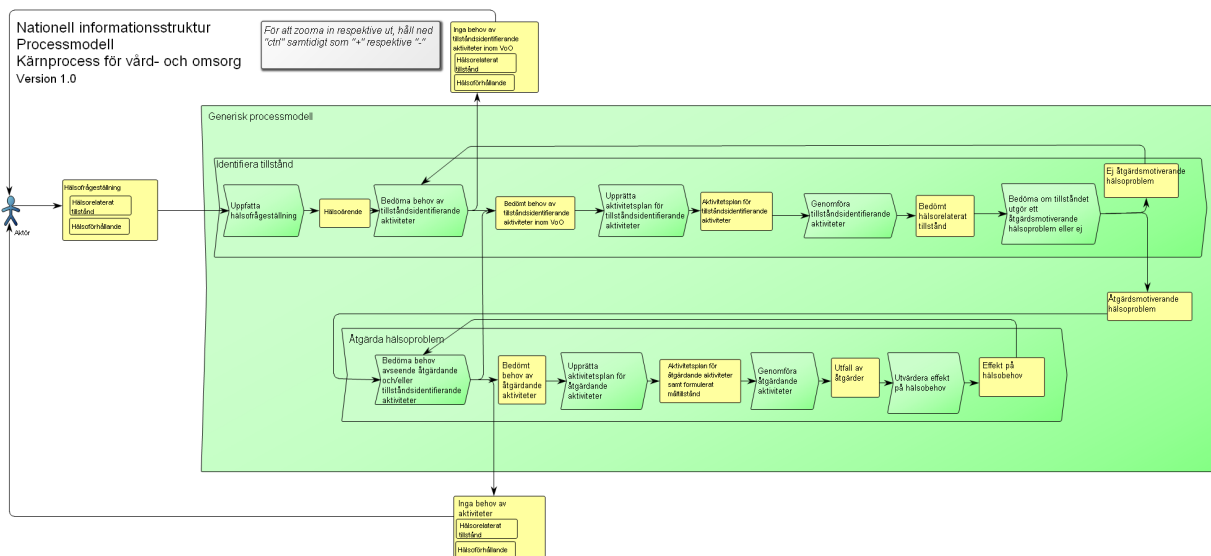 Nationell informationsstruktur
Processmodell
Kärnprocess för vård- och omsorg
Version 1.0
För att zooma in respektive ut, håll ned
"ctrl" samtidigt som "+" respektive "-"
Inga behov av
tillståndsidentifierande
aktiviteter inom VoO
Hälsorelaterat
tillstånd
Hälsoförhållande
Generisk processmodell
Identifiera tillstånd
Aktör
Hälsofrågeställning
Hälsorelaterat
tillstånd
Hälsoförhållande
Uppfatta
hälsofrågeställning
Hälsoärende
Bedöma behov av
tillståndsidentifierande
aktiviteter
Bedömt behov av
tillståndsidentifierande
aktiviteter inom VoO
Upprätta
aktivitetsplan för
tillståndsidentifierande
aktiviteter
Aktivitetsplan för
tillståndsidentifierande
aktiviteter
Genomföra
tillståndsidentifierande
aktiviteter
Bedömt
hälsorelaterat
tillstånd
Bedöma om tillståndet
utgör ett
åtgärdsmotiverande
hälsoproblem eller ej
Ej åtgärdsmotiverande
hälsoproblem
Åtgärdsmotiverande
hälsoproblem
Åtgärda hälsoproblem
Bedöma behov
avseende åtgärdande
och/eller
tillståndsidentifierande
aktiviteter
Bedömt
behov av
åtgärdande
aktiviteter
Upprätta
aktivitetsplan för
åtgärdande
aktiviteter
Aktivitetsplan för
åtgärdande aktiviteter
samt formulerat
måltillstånd
Genomföra
åtgärdande
aktiviteter
Utfall av
åtgärder
Utvärdera effekt
på hälsobehov
Effekt på
hälsobehov
Inga behov av
aktiviteter
Hälsorelaterat
tillstånd
Hälsoförhållande